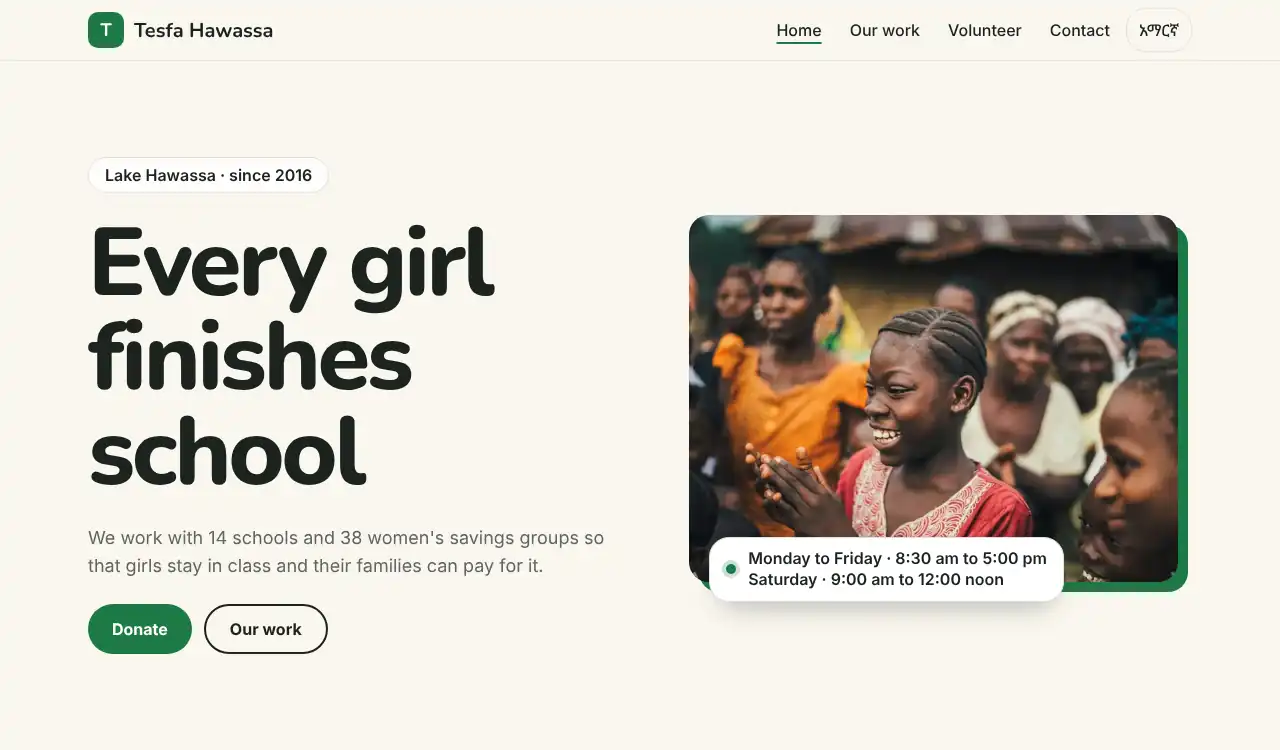 T
Tesfa Hawassa
Home
Our work
Volunteer
Contact
አማርኛ
Lake Hawassa · since 2016
Every girl
finishes
school
We work with 14 schools and 38 women's savings groups so
that girls stay in class and their families can pay for it.
Donate
Our work
Monday to Friday · 8:30 am to 5:00 pm
Saturday · 9:00 am to 12:00 noon